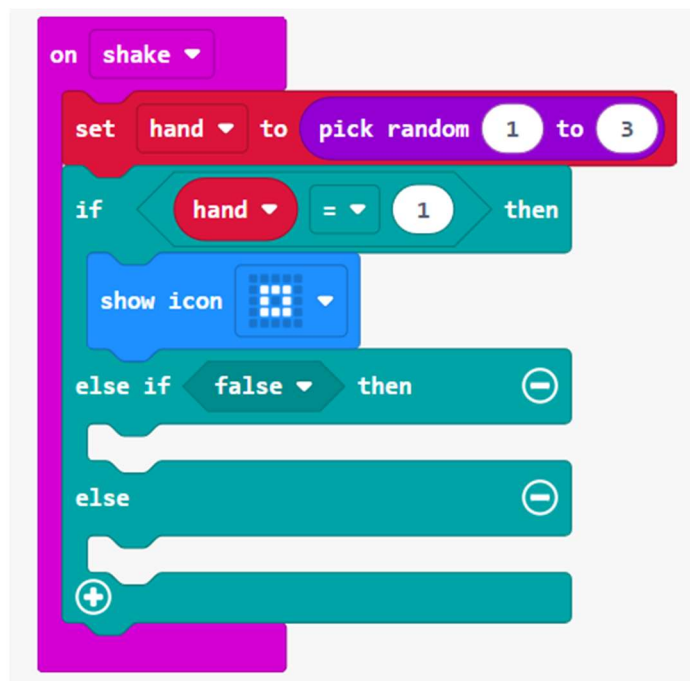 on shake
set hand to pick random 1 to 3
if hand = 1 then
show icon
else if false then
else